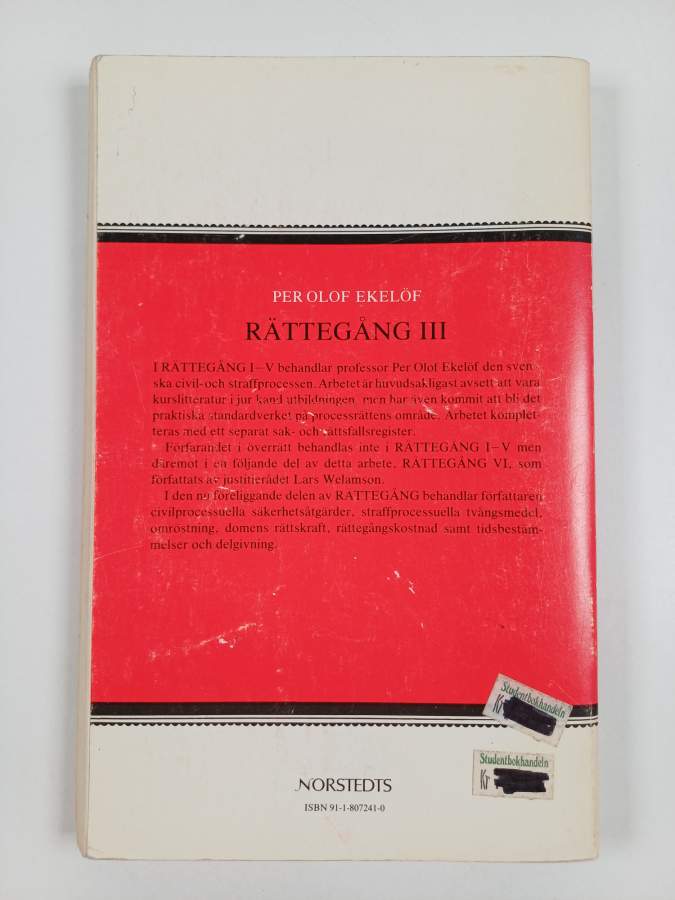 PER OLOF EKELÖF
RÄTTEGÅNG III
I RÄTTEGÅNG I–V behandlar professor Per Olof Ekelöf den sven-
ska civil- och straffprocessen. Arbetet är huvudsakligast avsett att vara
kurslitteratur i jur kand utbildningen, men har även kommit att bli det
praktiska standardverket på processrättens område. Arbetet komplet-
teras med ett separat sak- och rättsfallsregister.
Förfarandet i överrätt behandlas inte i RÄTTEGÅNG I–V men
däremot i en följande del av detta arbete, RÄTTEGÅNG VI, som
författats av justitierådet Lars Welamson.
I den nu föreliggande delen av RÄTTEGÅNG behandlar författaren
civilprocessuella säkerhetsåtgärder, straffprocessuella tvångsmedel,
omröstning, domens rättskraft, rättegångskostnad samt tidsbestäm-
melser och delgivning.
Studentbokhandeln
Kr
Studentbokhandeln
Kr
NORSTEDTS
ISBN 91-1-807241-0